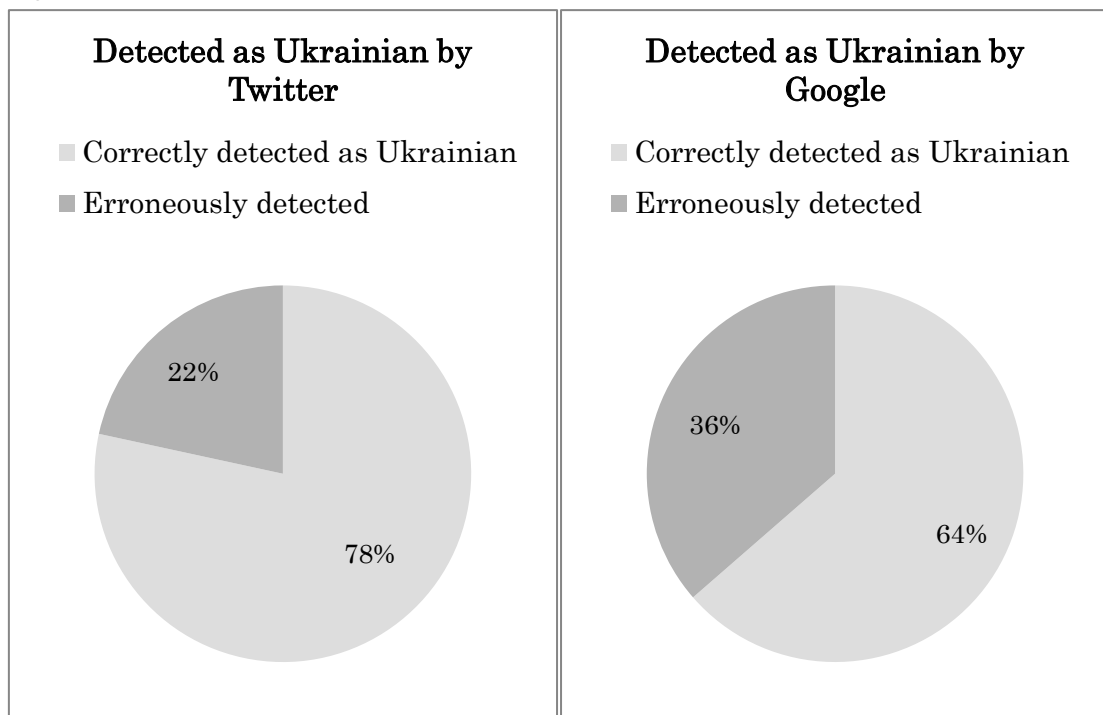 Detected as Ukrainian by
Twitter
Correctly detected as Ukrainian
Erroneously detected
22%
78%
Detected as Ukrainian by
Google
Correctly detected as Ukrainian
Erroneously detected
36%
64%